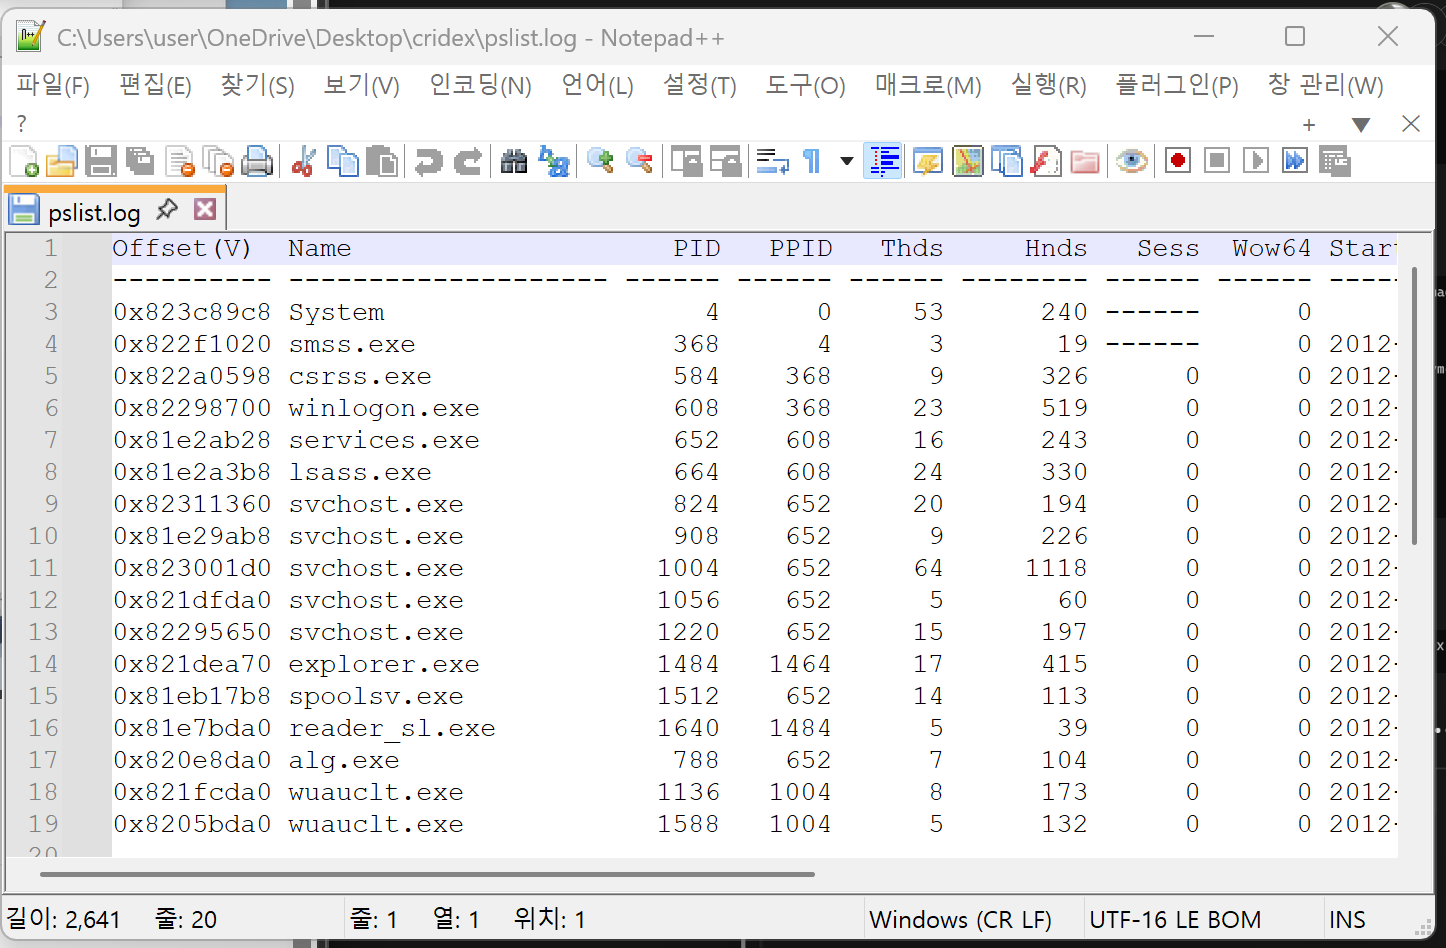 C:\Users\user\OneDrive\Desktop\cridex\pslist.log - Notepad++
파일(F) 편집(E) 찾기(S) 보기(V) 인코딩(N) 언어(L) 설정(T) 도구(O) 매크로(M) 실행(R) 플러그인(P) 창 관리(W)
?
pslist.log
1 Offset(V) Name PID PPID Thds Hnds Sess Wow64 Star
2 ---------- -------------------- ------ ------ ------ -------- ------ ------ -----
3 0x823c89c8 System 4 0 53 240 ------ 0
4 0x822f1020 smss.exe 368 4 3 19 ------ 0 2012-
5 0x822a0598 csrss.exe 584 368 9 326 0 0 2012-
6 0x82298700 winlogon.exe 608 368 23 519 0 0 2012-
7 0x81e2ab28 services.exe 652 608 16 243 0 0 2012-
8 0x81e2a3b8 lsass.exe 664 608 24 330 0 0 2012-
9 0x82311360 svchost.exe 824 652 20 194 0 0 2012-
10 0x81e29ab8 svchost.exe 908 652 9 226 0 0 2012-
11 0x823001d0 svchost.exe 1004 652 64 1118 0 0 2012-
12 0x821dfda0 svchost.exe 1056 652 5 60 0 0 2012-
13 0x82295650 svchost.exe 1220 652 15 197 0 0 2012-
14 0x821dea70 explorer.exe 1484 1464 17 415 0 0 2012-
15 0x81eb17b8 spoolsv.exe 1512 652 14 113 0 0 2012-
16 0x81e7bda0 reader_sl.exe 1640 1484 5 39 0 0 2012-
17 0x820e8da0 alg.exe 788 652 7 104 0 0 2012-
18 0x821fcda0 wuauclt.exe 1136 1004 8 173 0 0 2012-
19 0x8205bda0 wuauclt.exe 1588 1004 5 132 0 0 2012-
20
길이: 2,641 줄: 20 줄: 1 열: 1 위치: 1 Windows (CR LF) UTF-16 LE BOM INS